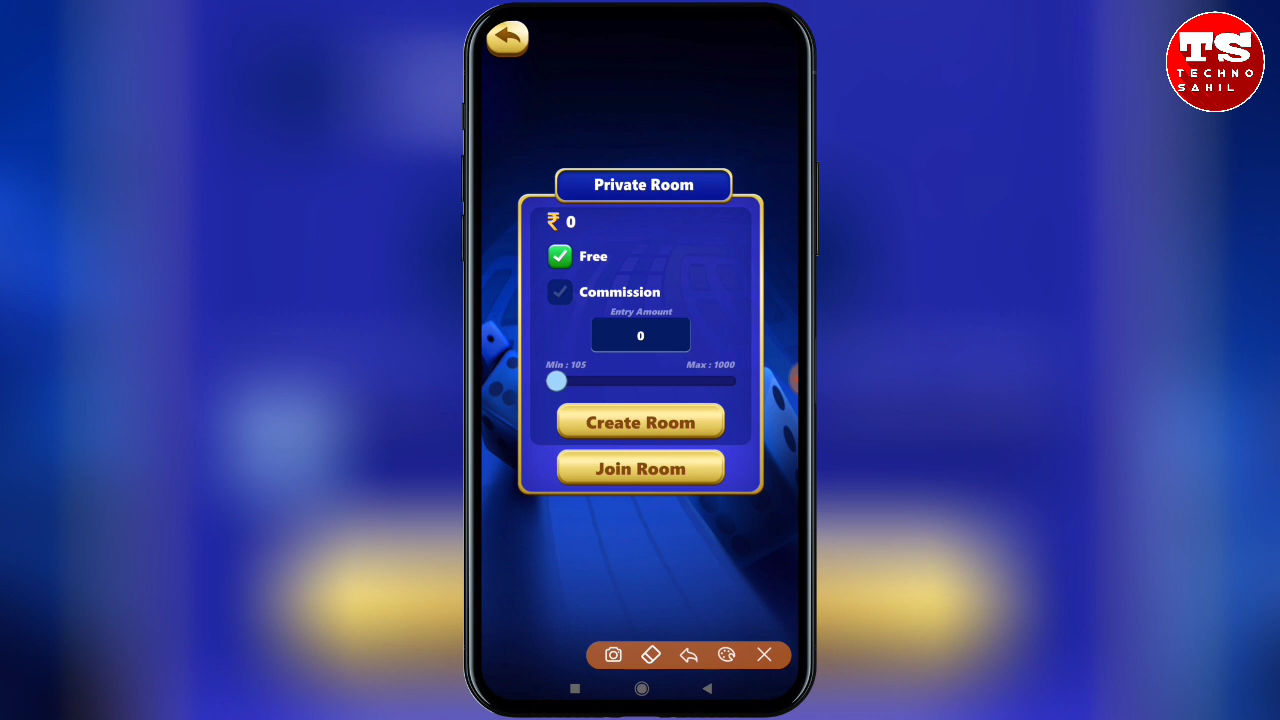 TS
TECHNO
SAHIL
Private Room
₹ 0
Free
Commission
Entry Amount
0
Min : 105 Max : 1000
Create Room
Join Room